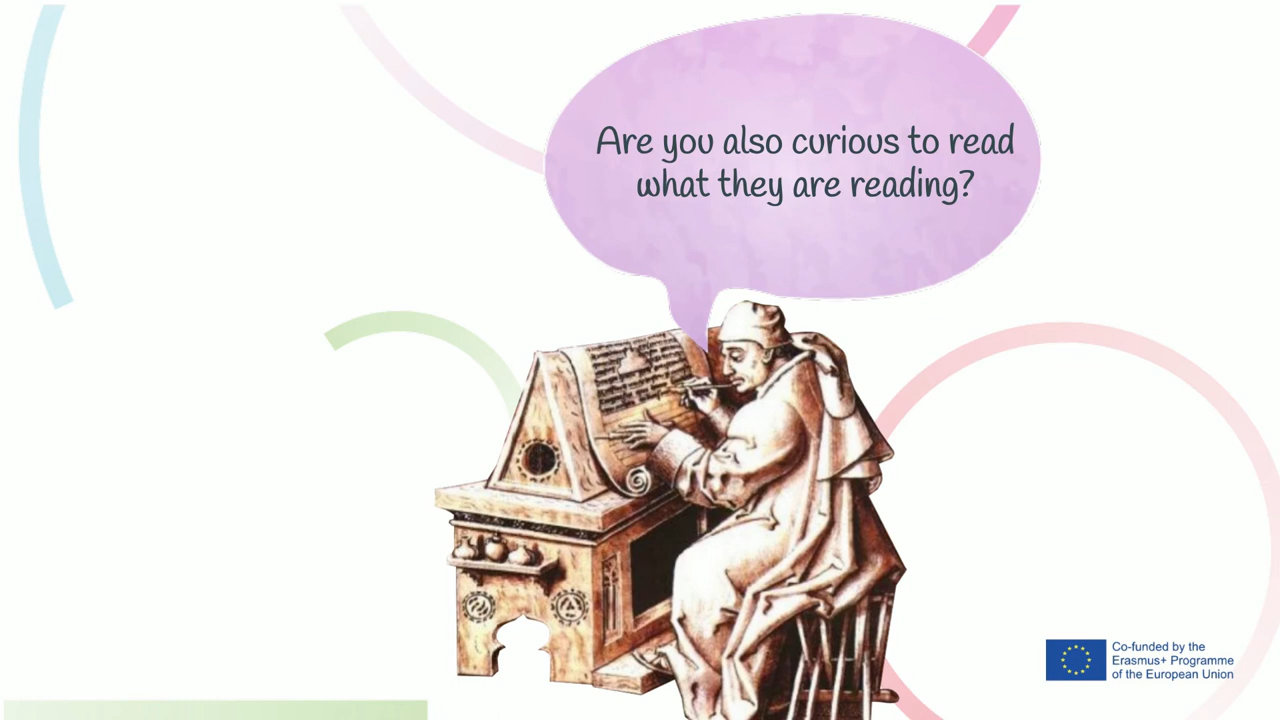 Are you also curious to read
what they are reading?
Co-funded by the
Erasmus+ Programme
of the European Union